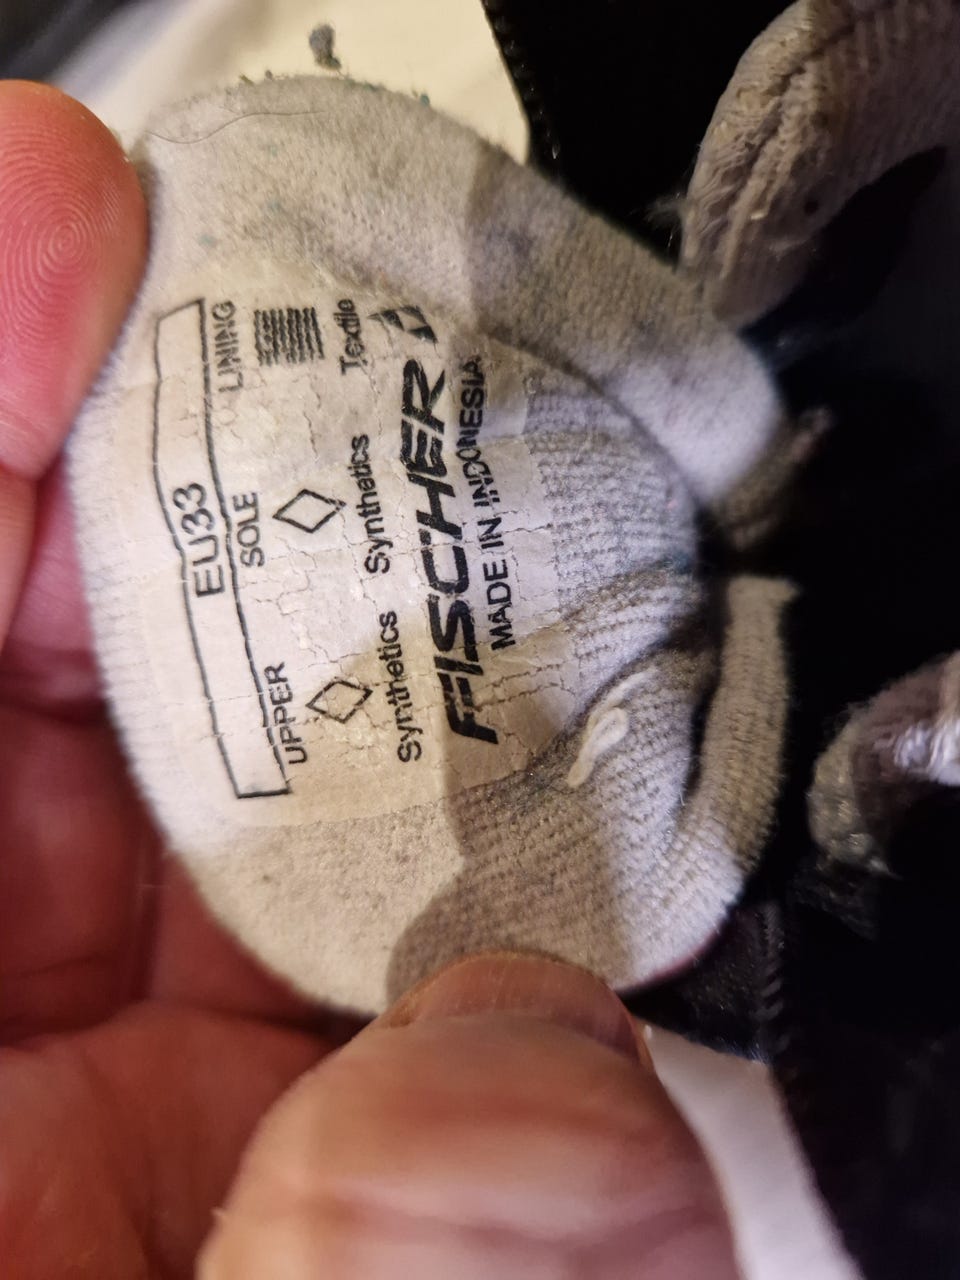 EU33
UPPER SOLE LINING
Synthetics Synthetics Textile
FISCHER
MADE IN INDONESIA